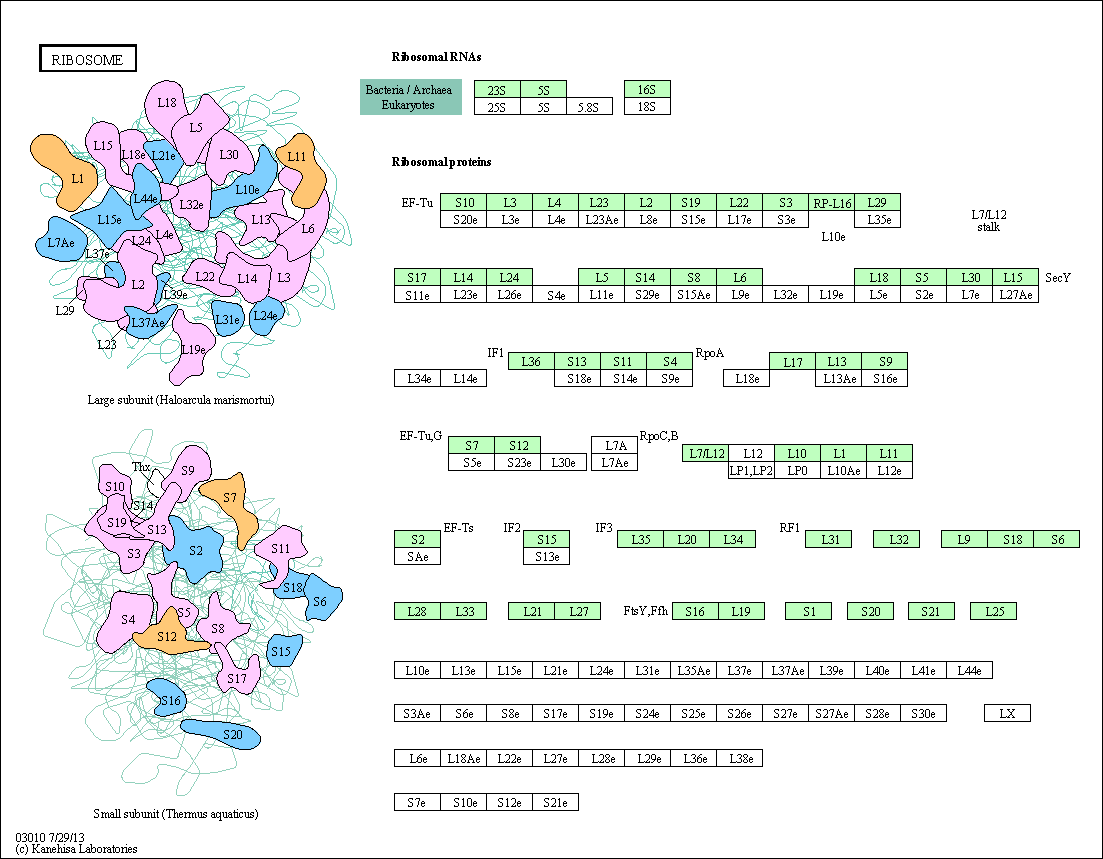 RIBOSOME
Ribosomal RNAs
Bacteria / Archaea 23S 5S 16S
Eukaryotes 25S 5S 5.8S 18S
Ribosomal proteins
EF-Tu S10 L3 L4 L23 L2 S19 L22 S3 RP-L16 L29
S20e L3e L4e L23Ae L8e S15e L17e S3e L35e
L10e
L7/L12
stalk
S17 L14 L24 L5 S14 S8 L6 L18 S5 L30 L15 SecY
S11e L23e L26e S4e L11e S29e S15Ae L9e L32e L19e L5e S2e L7e L27Ae
IF1 L36 S13 S11 S4 RpoA L17 L13 S9
L34e L14e S18e S14e S9e L18e L13Ae S16e
EF-Tu,G S7 S12 L7A RpoC,B L7/L12 L12 L10 L1 L11
S5e S23e L30e L7Ae LP1,LP2 LP0 L10Ae L12e
S2 EF-Ts IF2 S15 IF3 L35 L20 L34 RF1 L31 L32 L9 S18 S6
SAe S13e
L28 L33 L21 L27 FtsY,Ffh S16 L19 S1 S20 S21 L25
L10e L13e L15e L21e L24e L31e L35Ae L37e L37Ae L39e L40e L41e L44e
S3Ae S6e S8e S17e S19e S24e S25e S26e S27e S27Ae S28e S30e LX
L6e L18Ae L22e L27e L28e L29e L36e L38e
S7e S10e S12e S21e
L18
L5
L15
L18e
L21e
L30
L11
L1
L44e
L10e
L32e
L15e
L13
L6
L7Ae
L24
L4e
L37e
L2
L22
L14
L3
L39e
L29
L37Ae
L31e
L24e
L23
L19e
Large subunit (Haloarcula marismortui)
Thx
S9
S10
S7
S14
S19
S13
S3
S2
S11
S18
S6
S4
S5
S12
S8
S15
S17
S16
S20
Small subunit (Thermus aquaticus)
03010 7/29/13
(c) Kanehisa Laboratories